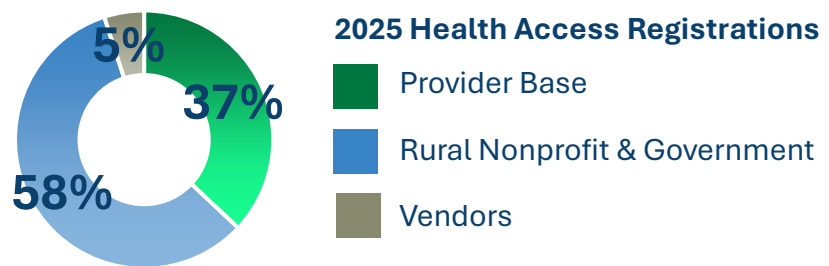 5%
37%
58%
2025 Health Access Registrations
Provider Base
Rural Nonprofit & Government
Vendors